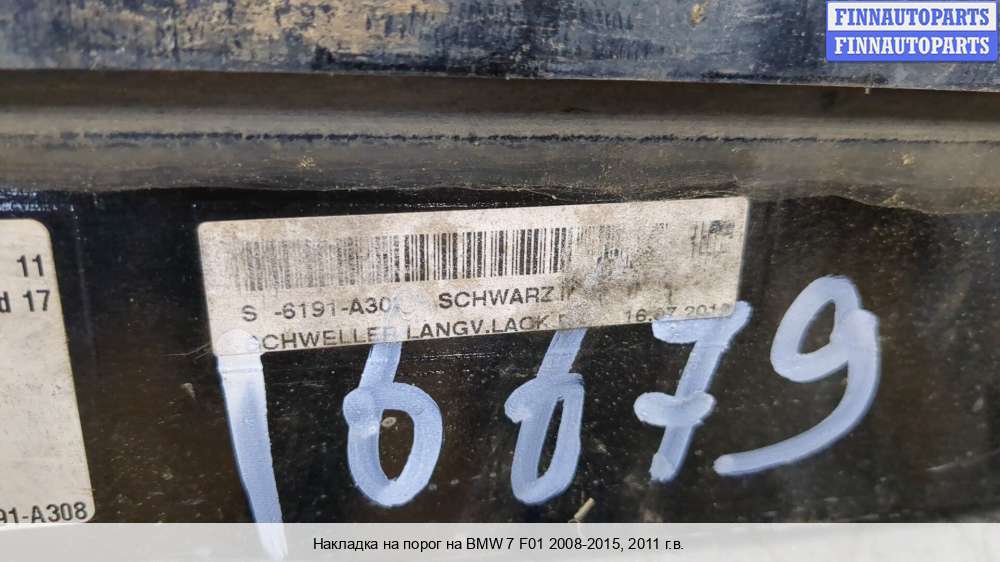 FINNAUTOPARTS
FINNAUTOPARTS
11
d 17
S -6191-A30 SCHWARZ
SCHWELLER LANGV.LACK
16679
91-A308
Накладка на порог на BMW 7 F01 2008-2015, 2011 г.в.